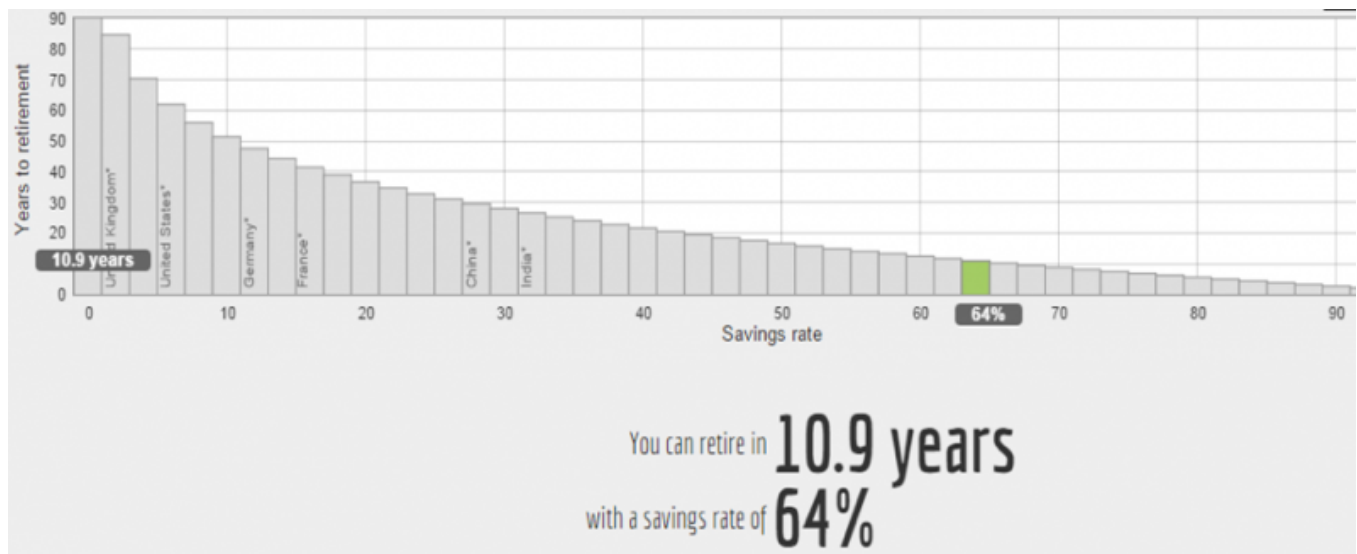 Years to retirement
90
80
70
60
50
40
30
20
0
10.9 years
United States*
Germany*
France*
China*
India*
0 10 20 30 40 50 60 70 80 90
64%
Savings rate
You can retire in 10.9 years
with a savings rate of 64%